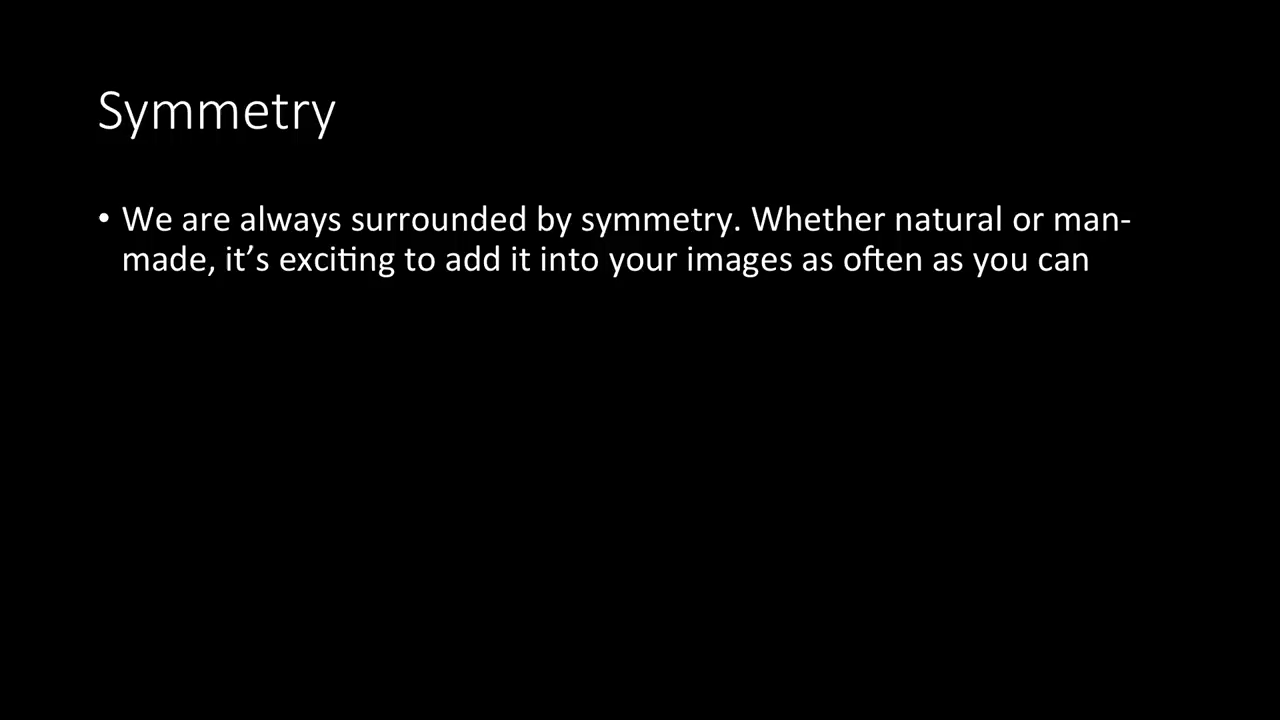 Symmetry
• We are always surrounded by symmetry. Whether natural or man-
made, it’s exciting to add it into your images as often as you can